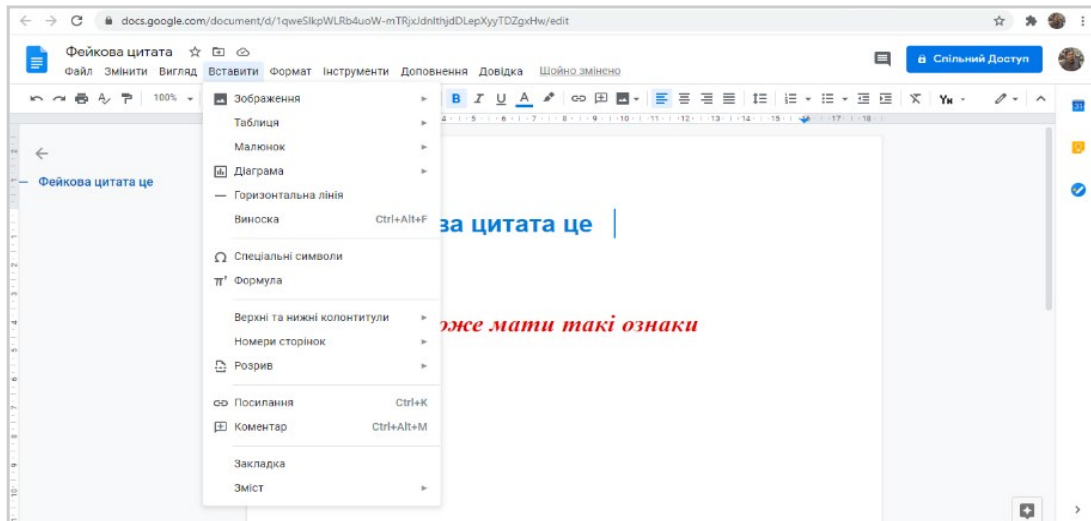 docs.google.com/document/d/1qweSlkpWLRb4uoW-mTRjxJdnlthjdDLepXyyTDZgxHw/edit
Фейкова цитата
Файл Змінити Вигляд Вставити Формат Інструменти Доповнення Довідка Щойно змінено
Спільний Доступ
100%
B I U A
Зображення
Таблиця
Малюнок
Діаграма
Горизонтальна лінія
Виноска Ctrl+Alt+F
Спеціальні символи
π² Формула
Верхні та нижні колонтитули
Номери сторінок
Розрив
Посилання Ctrl+K
Коментар Ctrl+Alt+M
Закладка
Зміст
Фейкова цитата це
ва цитата це
оже мати такі ознаки